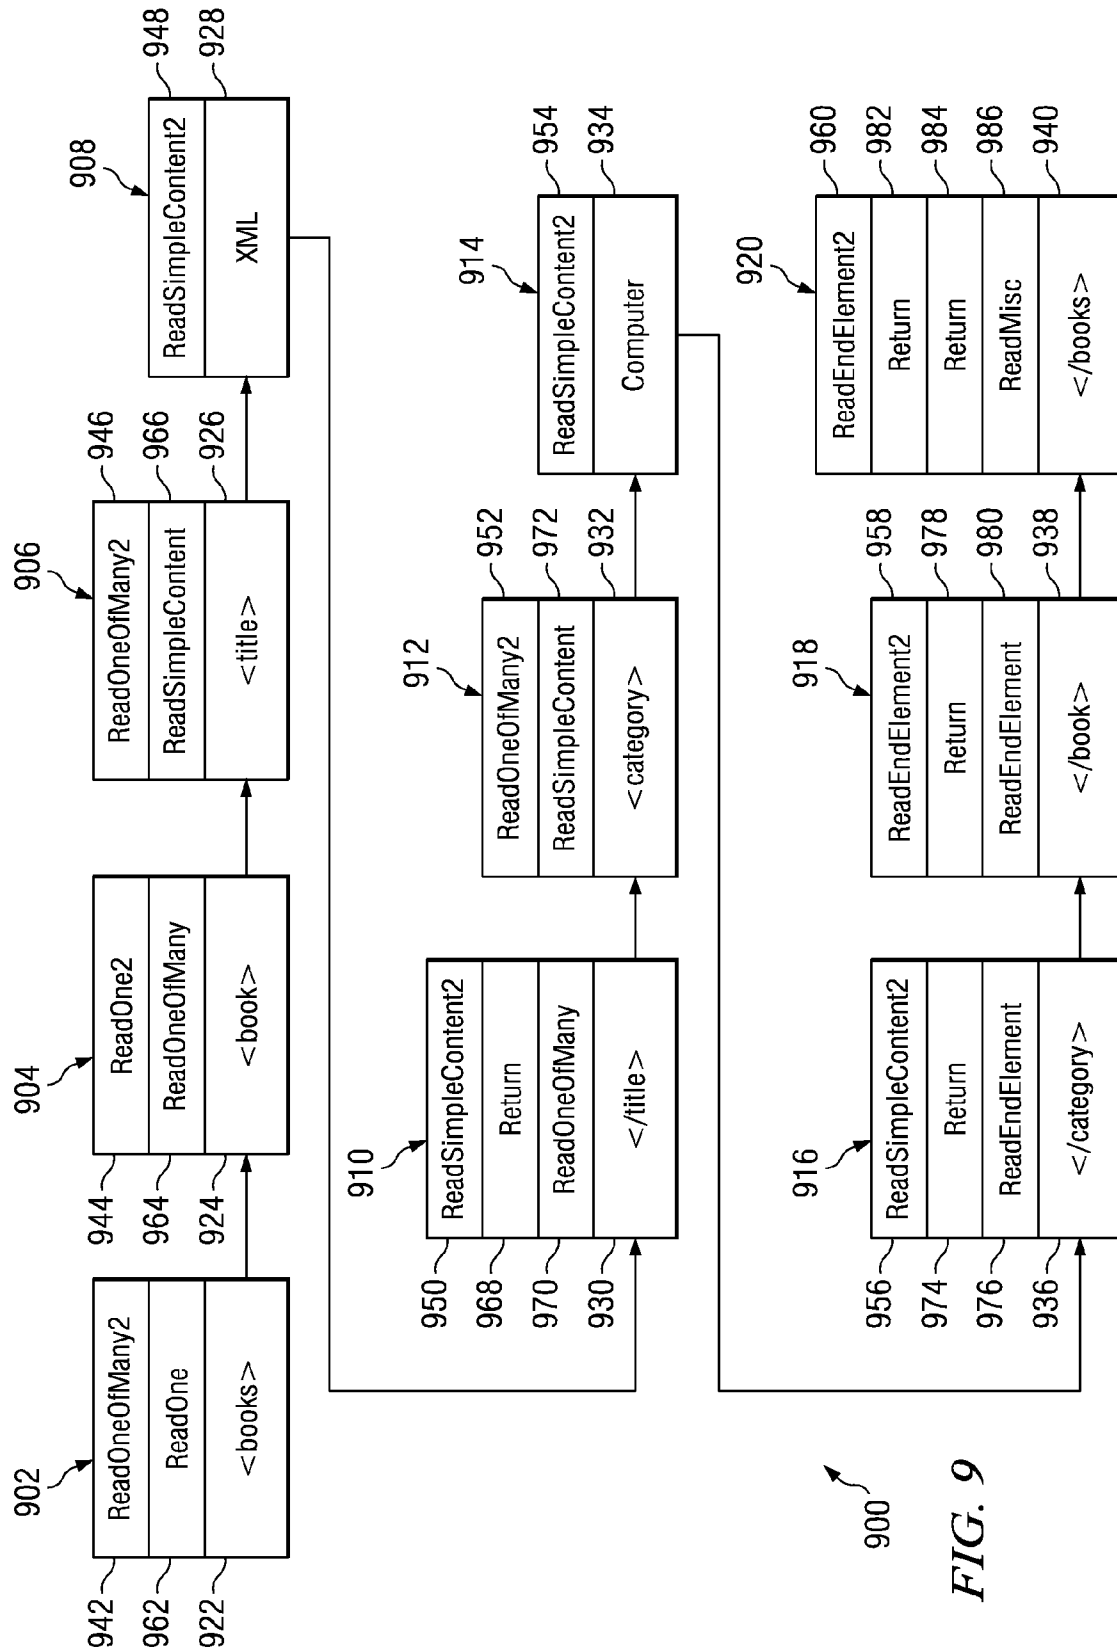 902
942 ReadOneOfMany2
962 ReadOne
922 <books>
904
944 ReadOne2
964 ReadOneOfMany
924 <book>
906
ReadOneOfMany2 946
ReadSimpleContent 966
<title> 926
908
ReadSimpleContent2 948
XML 928
910
950 ReadSimpleContent2
968 Return
970 ReadOneOfMany
930 </title>
912
ReadOneOfMany2 952
ReadSimpleContent 972
<category> 932
914
ReadSimpleContent2 954
Computer 934
916
956 ReadSimpleContent2
974 Return
976 ReadEndElement
936 </category>
918
ReadEndElement2 958
Return 978
ReadEndElement 980
</book> 938
920
ReadEndElement2 960
Return 982
Return 984
ReadMisc 986
</books> 940
900
FIG. 9